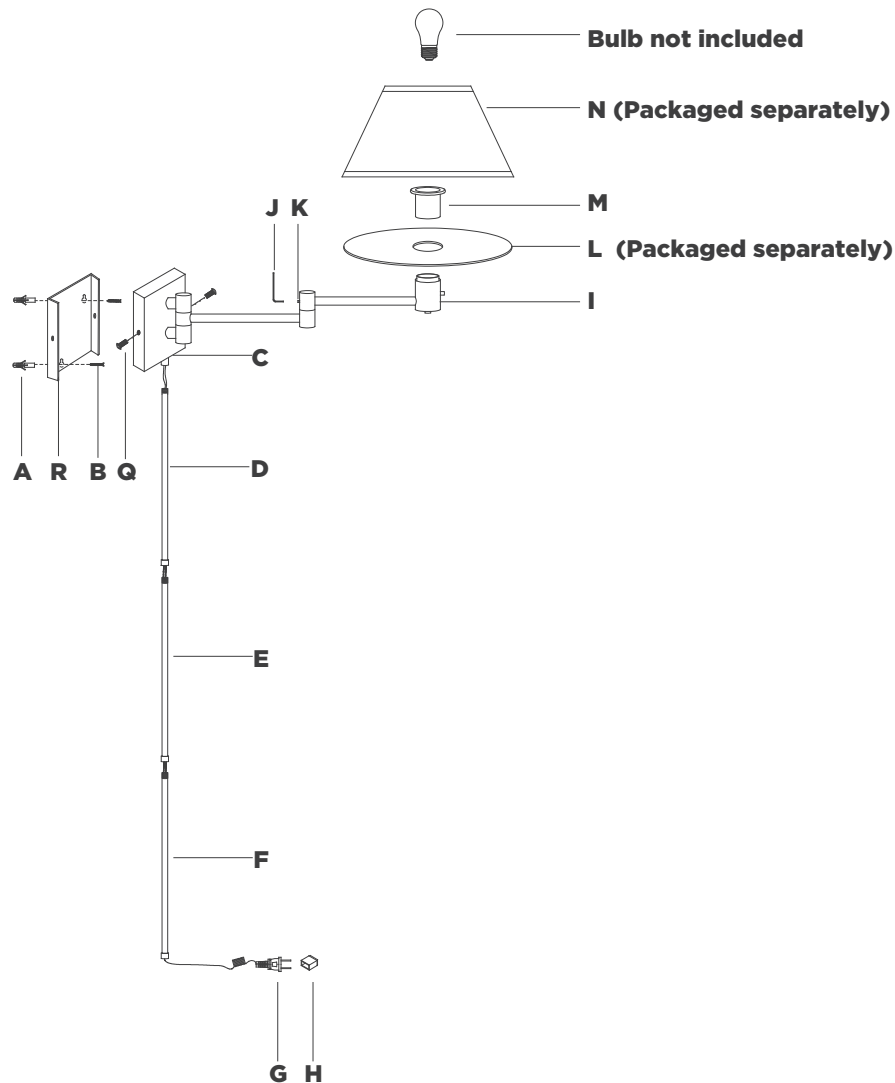 Bulb not included
N (Packaged separately)
M
J K
L (Packaged separately)
I
C
A R B Q
D
E
F
G H